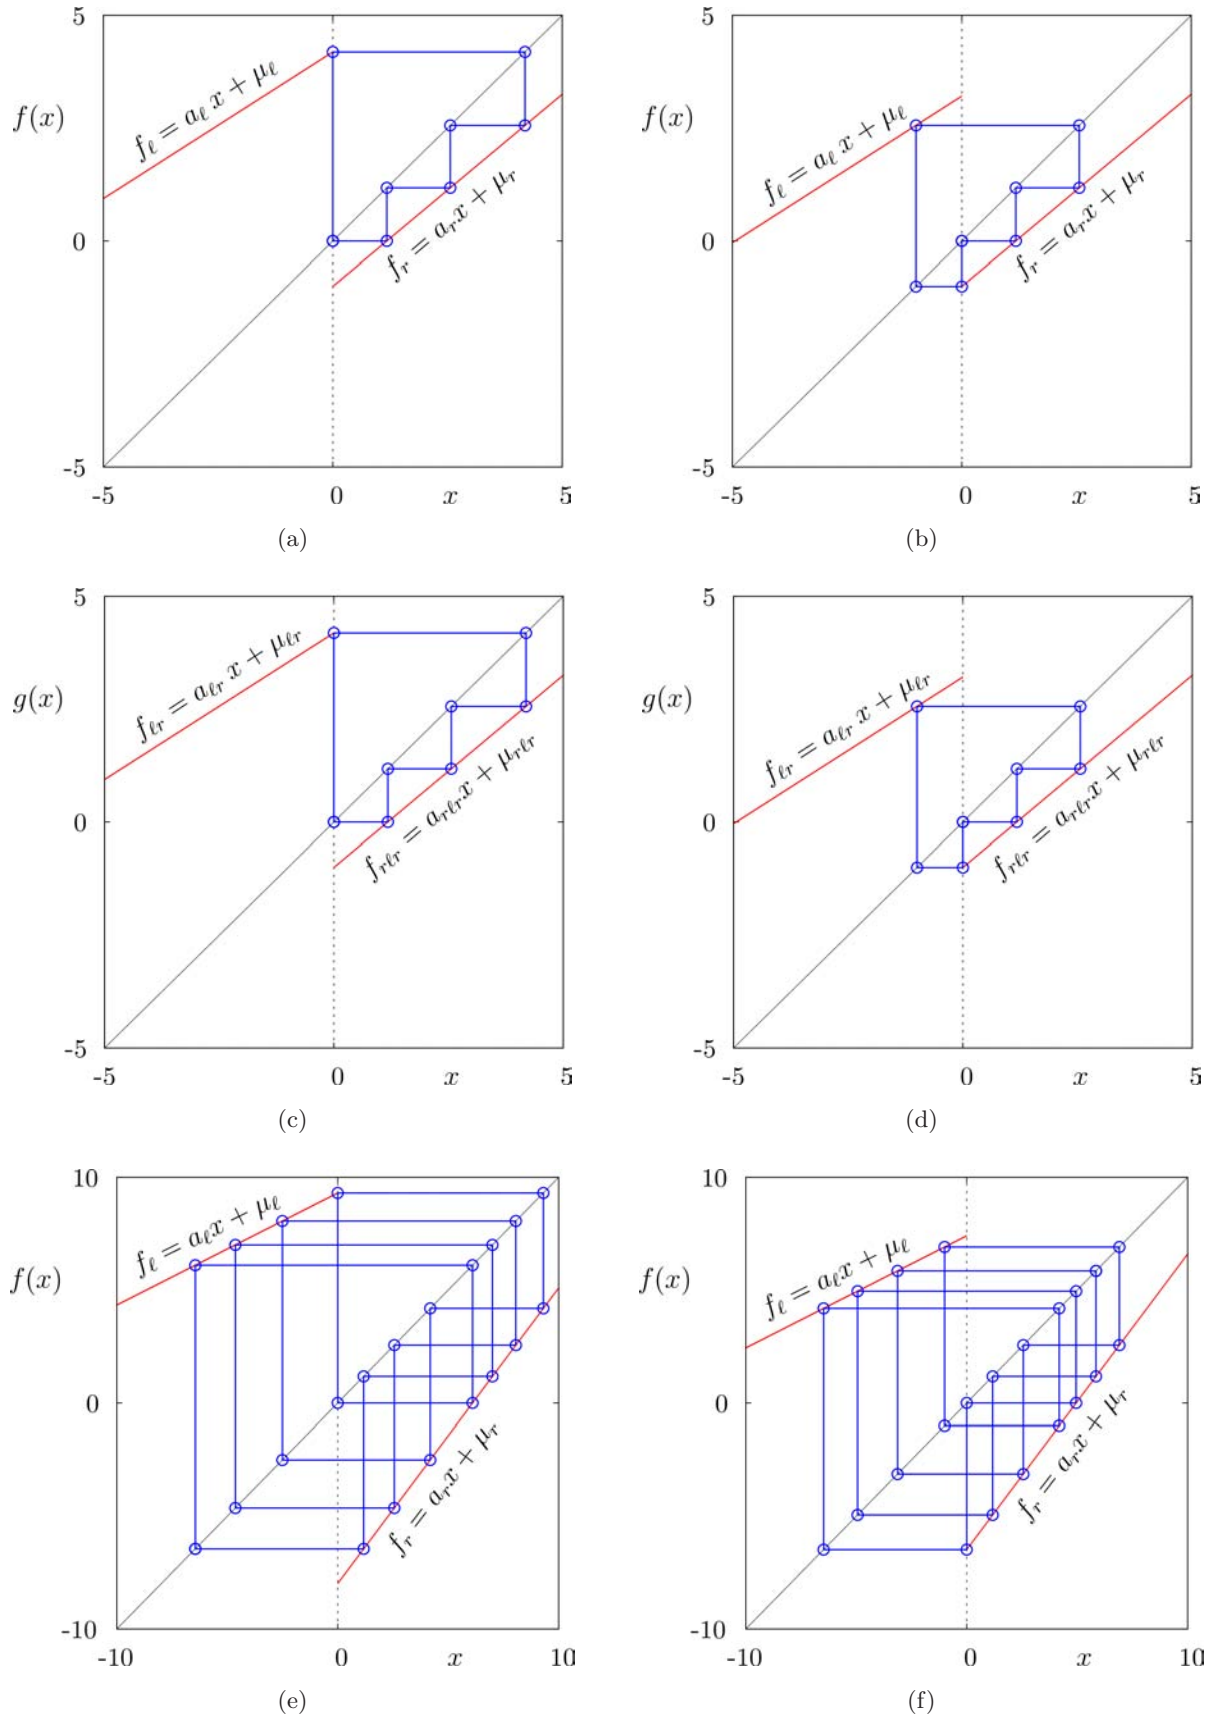 5
f(x)
f_ℓ = a_ℓ x + μ_ℓ
f_r = a_r x + μ_r
0
-5
-5 0 x 5
(a)
5
f(x)
f_ℓ = a_ℓ x + μ_ℓ
f_r = a_r x + μ_r
0
-5
-5 0 x 5
(b)
5
g(x)
f_ℓr = a_ℓr x + μ_ℓr
f_rℓr = a_rℓr x + μ_rℓr
0
-5
-5 0 x 5
(c)
5
g(x)
f_ℓr = a_ℓr x + μ_ℓr
f_rℓr = a_rℓr x + μ_rℓr
0
-5
-5 0 x 5
(d)
10
f(x)
f_ℓ = a_ℓ x + μ_ℓ
f_r = a_r x + μ_r
0
-10
-10 0 x 10
(e)
10
f(x)
f_ℓ = a_ℓ x + μ_ℓ
f_r = a_r x + μ_r
0
-10
-10 0 x 10
(f)